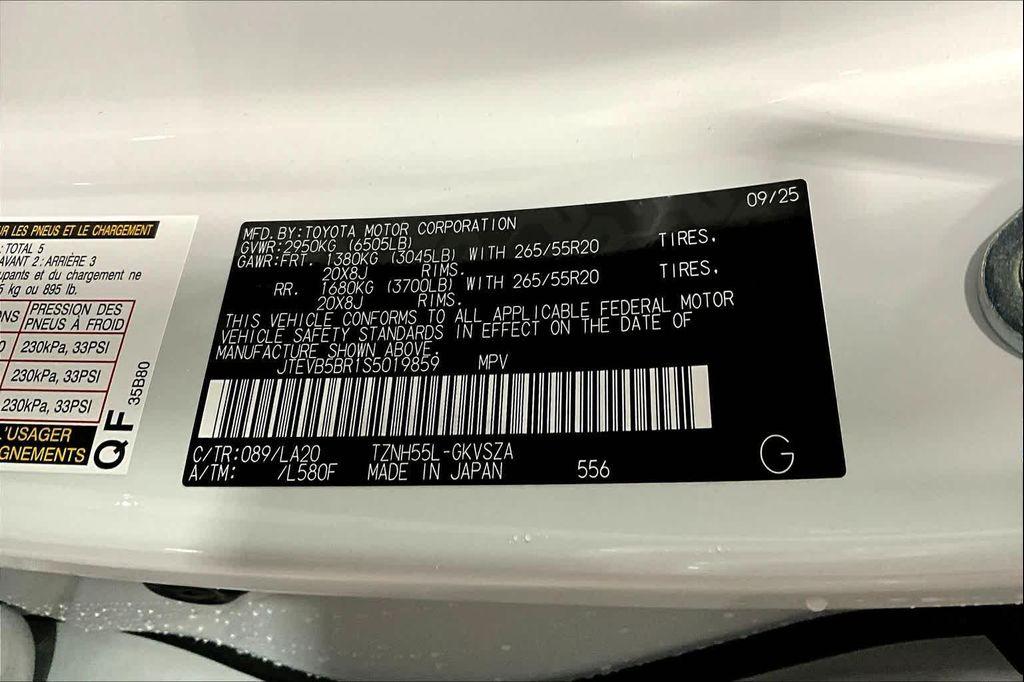 UR LES PNEUS ET LE CHARGEMENT
: TOTAL 5
AVANT 2 : ARRIÈRE 3
upants et du chargement ne
5 kg ou 895 lb.
NS PRESSION DES
PNEUS À FROID
0 230kPa, 33PSI
230kPa, 33PSI
230kPa, 33PSI
L'USAGER
GNEMENTS
QF
35B80
09/25
MFD. BY:TOYOTA MOTOR CORPORATION
GVWR:2950KG (6505LB)
GAWR:FRT. 1380KG (3045LB) WITH 265/55R20 TIRES,
20X8J RIMS.
RR. 1680KG (3700LB) WITH 265/55R20 TIRES,
20X8J RIMS.
THIS VEHICLE CONFORMS TO ALL APPLICABLE FEDERAL MOTOR
VEHICLE SAFETY STANDARDS IN EFFECT ON THE DATE OF
MANUFACTURE SHOWN ABOVE.
JTEVB5BR1S5019859 MPV
C/TR:089/LA20 TZNH55L-GKVSZA
A/TM: /L580F MADE IN JAPAN 556
G